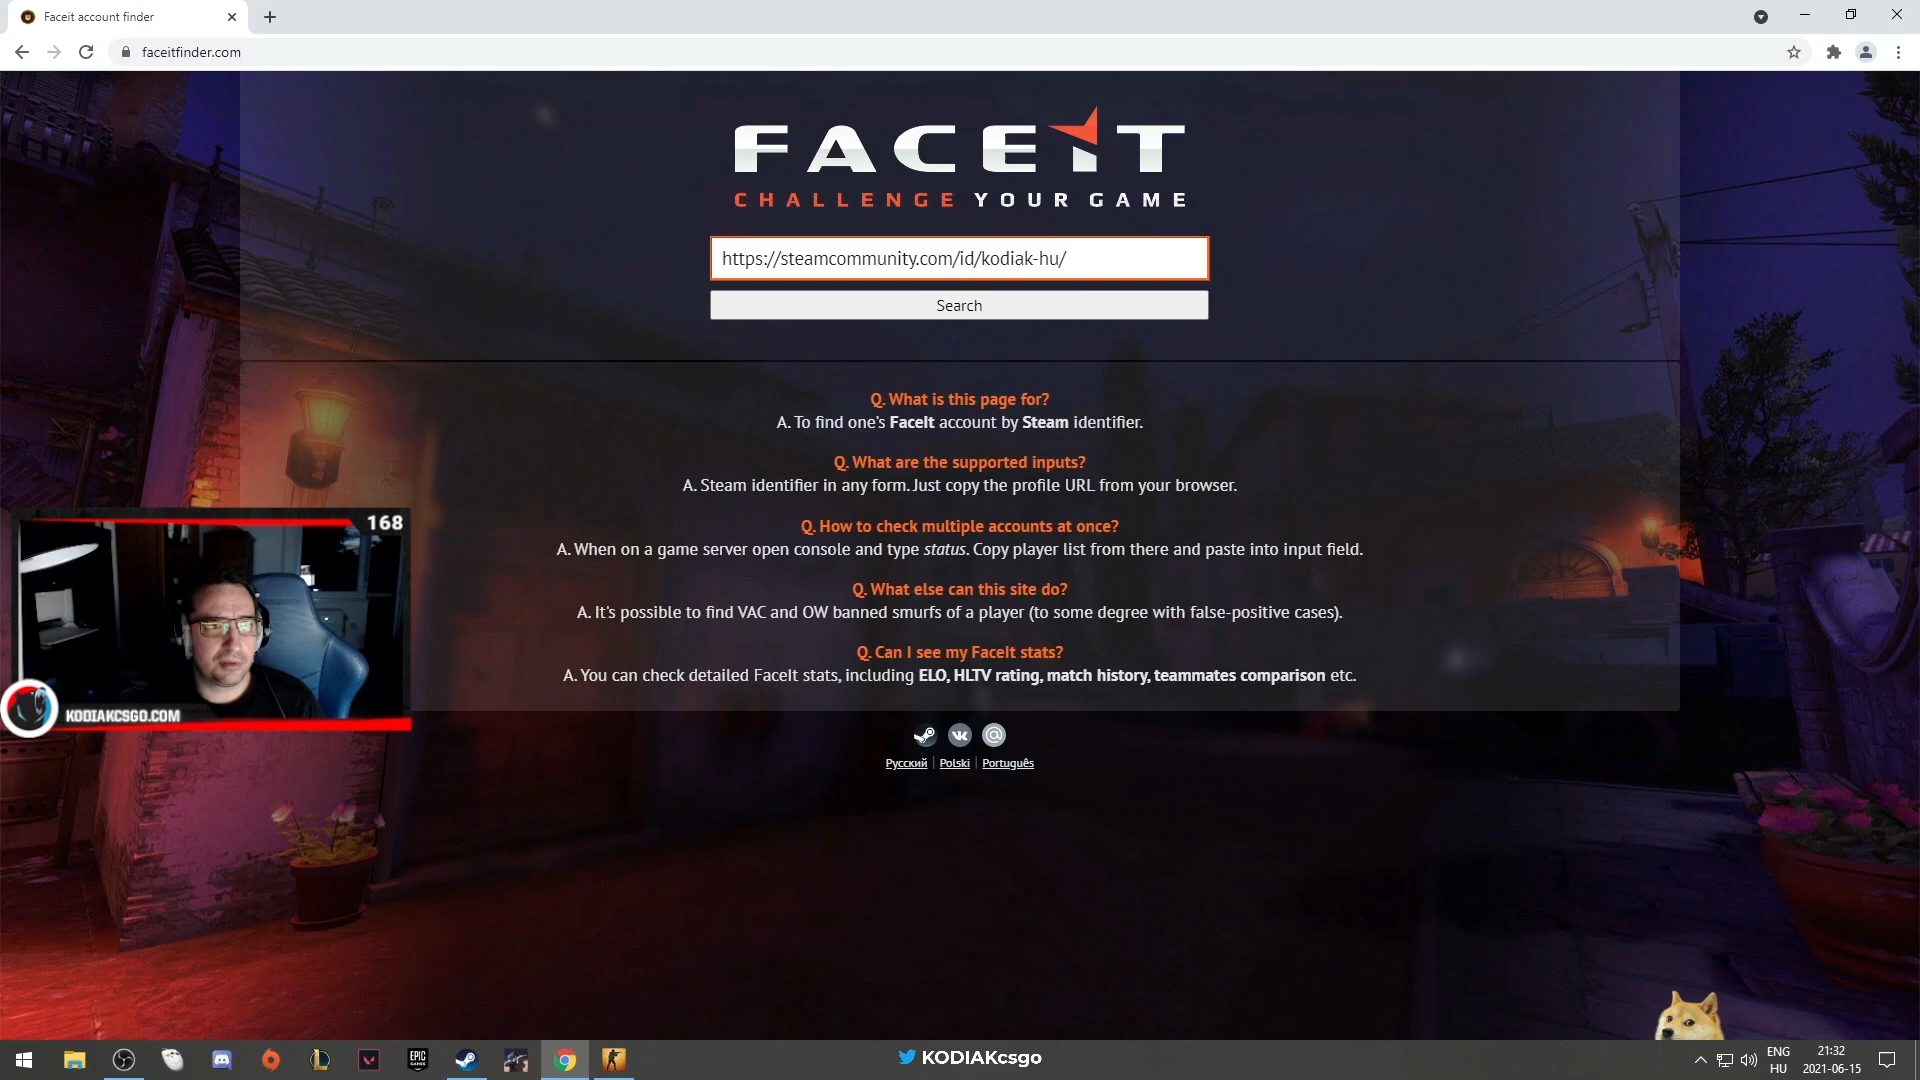 Faceit account finder
faceitfinder.com
FACEIT
CHALLENGE YOUR GAME
https://steamcommunity.com/id/kodiak-hu/
Search
Q. What is this page for?
A. To find one's FaceIt account by Steam identifier.
Q. What are the supported inputs?
A. Steam identifier in any form. Just copy the profile URL from your browser.
Q. How to check multiple accounts at once?
A. When on a game server open console and type status. Copy player list from there and paste into input field.
Q. What else can this site do?
A. It's possible to find VAC and OW banned smurfs of a player (to some degree with false-positive cases).
Q. Can I see my FaceIt stats?
A. You can check detailed FaceIt stats, including ELO, HLTV rating, match history, teammates comparison etc.
168
KODIAKCSGO.COM
Русский | Polski | Português
EPIC
GAMES
KODIAKcsgo
ENG
HU
21:32
2021-06-15